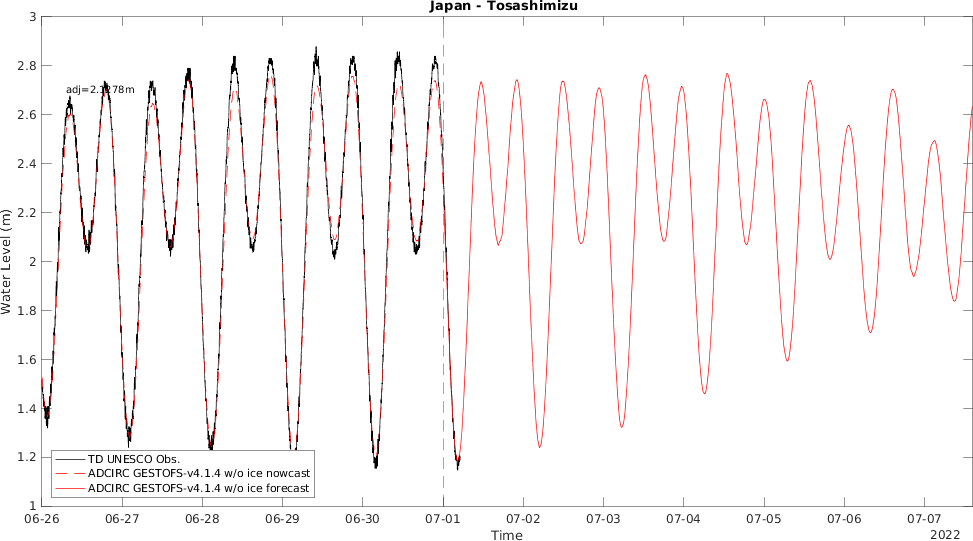 Japan - Tosashimizu
adj=2.1278m
Water Level (m)
3
2.8
2.6
2.4
2.2
2
1.8
1.6
1.4
1.2
1
TD UNESCO Obs.
ADCIRC GESTOFS-v4.1.4 w/o ice nowcast
ADCIRC GESTOFS-v4.1.4 w/o ice forecast
06-26 06-27 06-28 06-29 06-30 07-01 07-02 07-03 07-04 07-05 07-06 07-07
Time
2022